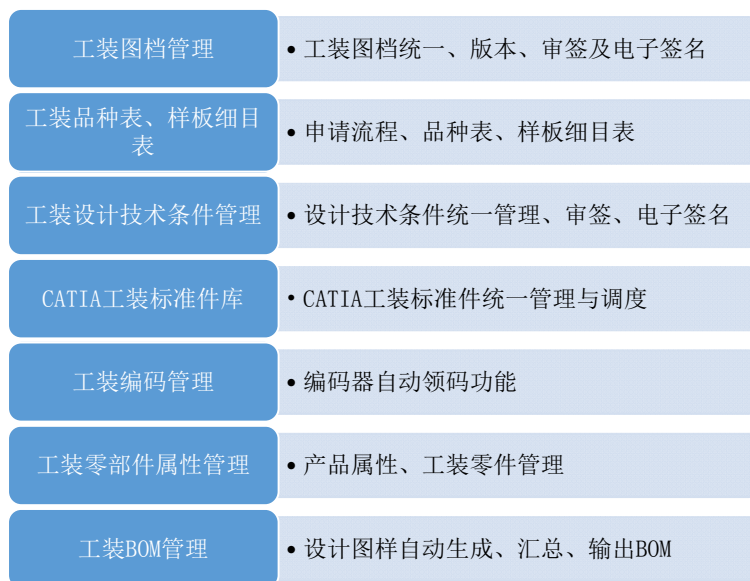 工装图档管理
• 工装图档统一、版本、审签及电子签名
工装品种表、样板细目
表
• 申请流程、品种表、样板细目表
工装设计技术条件管理
• 设计技术条件统一管理、审签、电子签名
CATIA工装标准件库
• CATIA工装标准件统一管理与调度
工装编码管理
• 编码器自动领码功能
工装零部件属性管理
• 产品属性、工装零件管理
工装BOM管理
• 设计图样自动生成、汇总、输出BOM